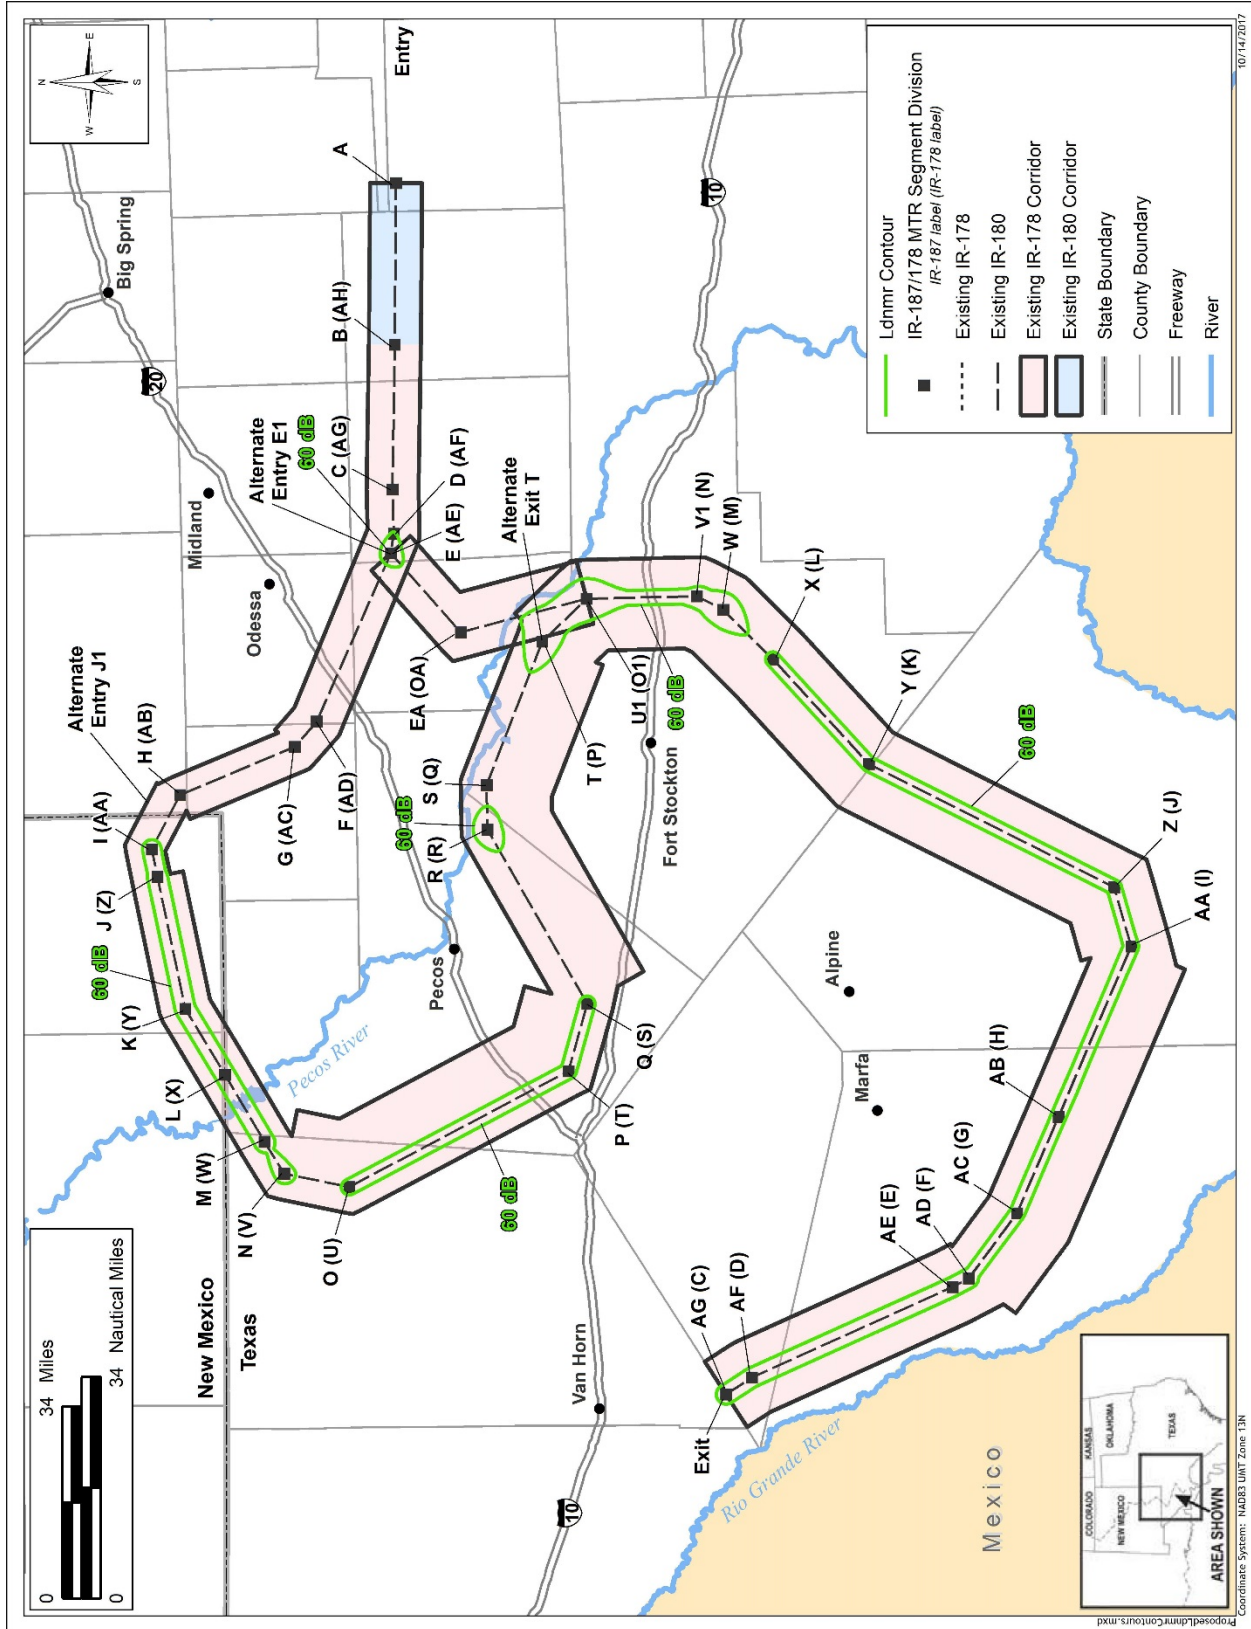 0 34 Miles
0 34 Nautical Miles
N
W
E
S
New Mexico
Texas
Big Spring
20
Midland
Odessa
Alternate
Entry J1
H (AB)
I (AA)
J (Z)
60 dB
K (Y)
L (X)
Pecos River
M (W)
N (V)
O (U)
G (AC)
F (AD)
Alternate
Entry E1
60 dB
C (AG)
B (AH)
A
Entry
D (AF)
E (AE)
EA (OA)
Alternate
Exit T
S (Q)
R (R)
60 dB
Pecos
T (P)
U1 (O1)
60 dB
V1 (N)
W (M)
X (L)
Y (K)
10
Fort Stockton
Q (S)
P (T)
60 dB
Van Horn
10
60 dB
Z (J)
AA (I)
Alpine
Marfa
AB (H)
AC (G)
AD (F)
AE (E)
AF (D)
AG (C)
Exit
Rio Grande River
Mexico
Ldnmr Contour
IR-187/178 MTR Segment Division
IR-187 label (IR-178 label)
Existing IR-178
Existing IR-180
Existing IR-178 Corridor
Existing IR-180 Corridor
State Boundary
County Boundary
Freeway
River
COLORADO
KANSAS
OKLAHOMA
NEW MEXICO
TEXAS
AREA SHOWN
ProposedLdnmrContours.mxd
Coordinate System: NAD83 UMT Zone 13N
10/14/2017